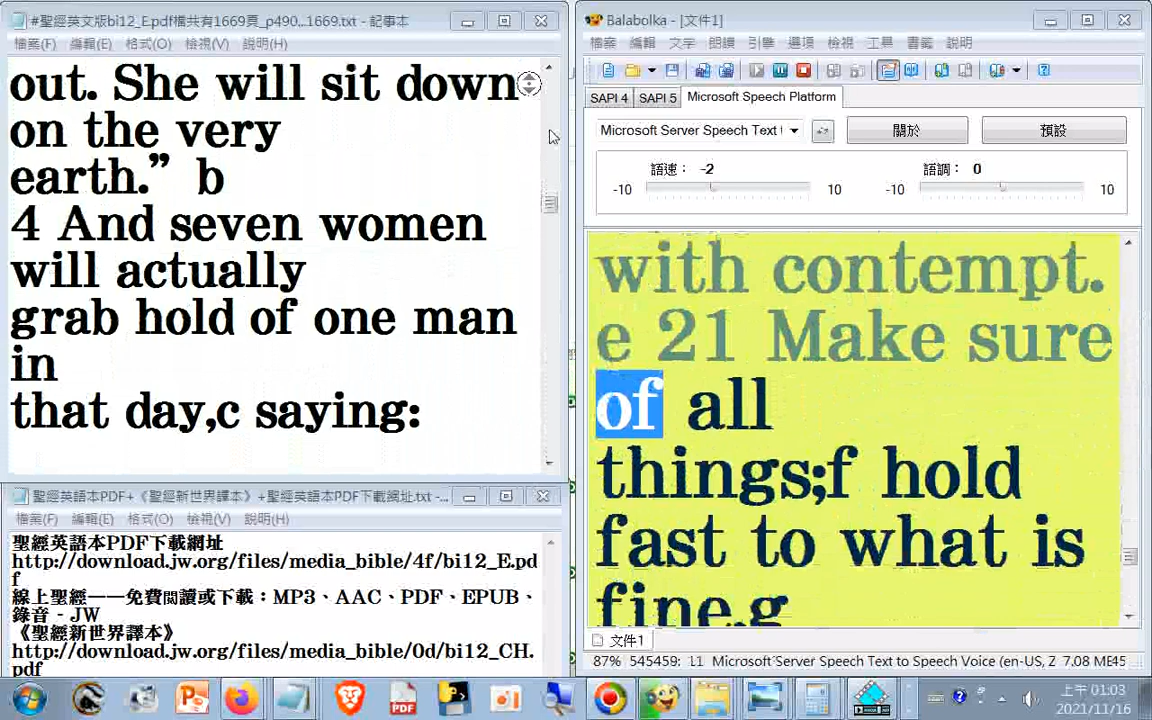 #聖經英文版bi12_E.pdf檔共有1669頁_p490,..1669.txt - 記事本
檔案(F) 編輯(E) 格式(O) 檢視(V) 說明(H)
out. She will sit down
on the very
earth.” b
4 And seven women
will actually
grab hold of one man
in
that day,c saying:
聖經英語本PDF+《聖經新世界譯本》+聖經英語本PDF下載網址.txt -...
檔案(F) 編輯(E) 格式(O) 檢視(V) 說明(H)
聖經英語本PDF下載網址
http://download.jw.org/files/media_bible/4f/bi12_E.pd
f
線上聖經——免費閱讀或下載：MP3、AAC、PDF、EPUB、
錄音 - JW
《聖經新世界譯本》
http://download.jw.org/files/media_bible/0d/bi12_CH.
pdf
Balabolka - [文件1]
檔案 編輯 文字 朗讀 引擎 選項 檢視 工具 書籤 說明
SAPI 4 SAPI 5 Microsoft Speech Platform
Microsoft Server Speech Text 關於 預設
語速： -2 語調： 0
-10 10 -10 10
with contempt.
e 21 Make sure
of all
things;f hold
fast to what is
fine.g
文件1
87% 545459: 11 Microsoft Server Speech Text to Speech Voice (en-US, Z 7.08 ME45
上午 01:03
2021/11/16